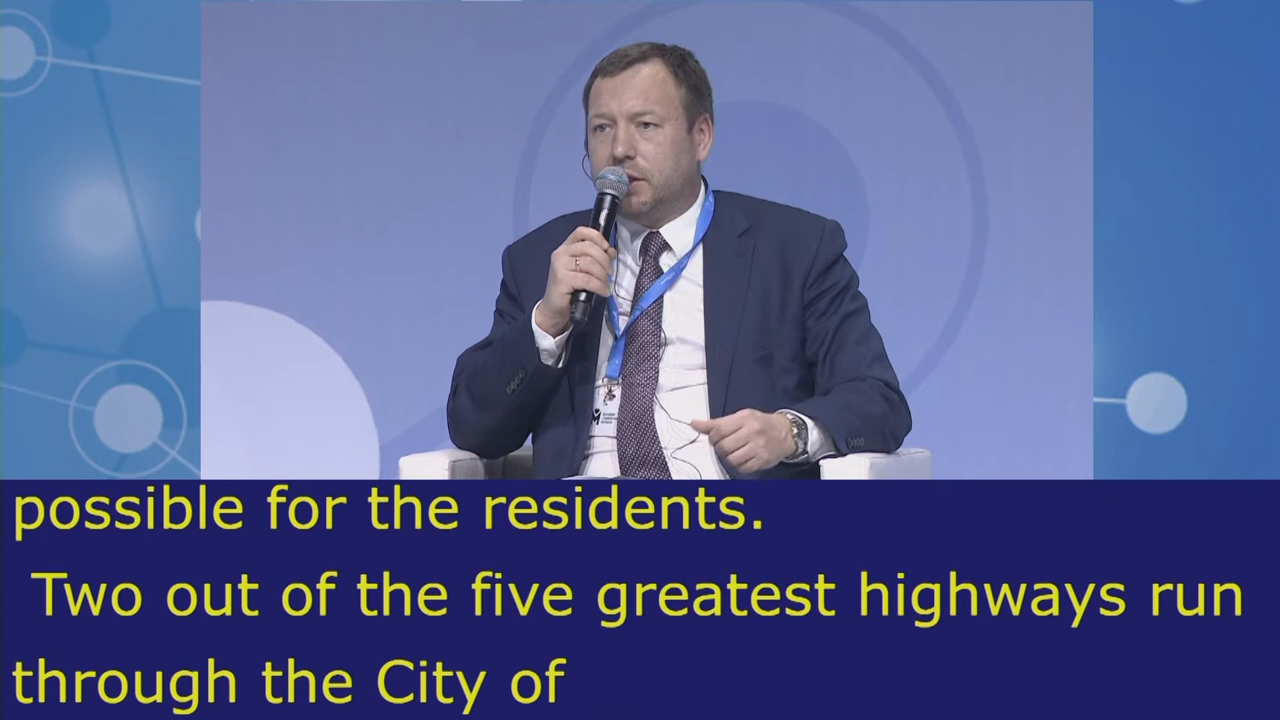 possible for the residents.
Two out of the five greatest highways run
through the City of